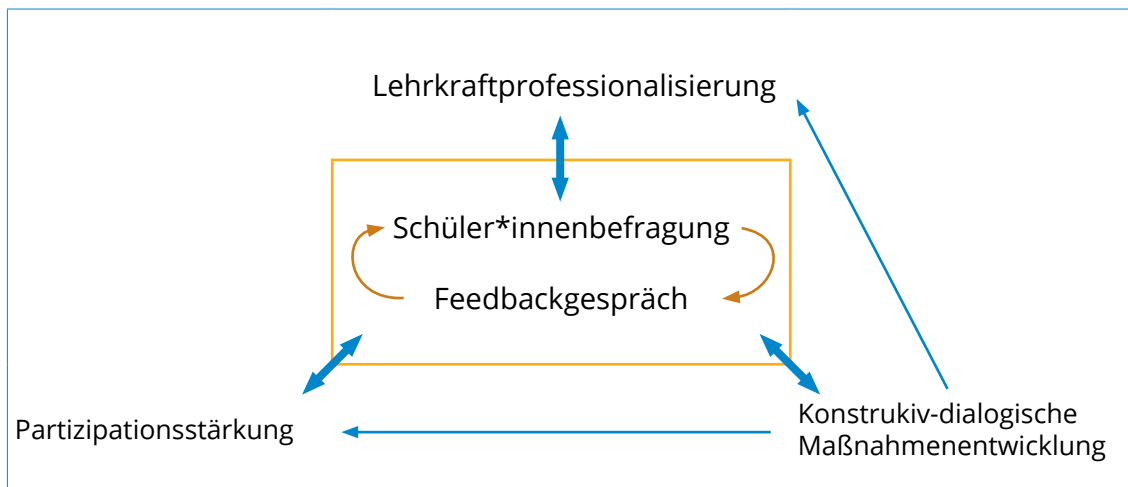 Lehrkraftprofessionalisierung
Schüler*innenbefragung
Feedbackgespräch
Partizipationsstärkung
Konstrukiv-dialogische
Maßnahmenentwicklung